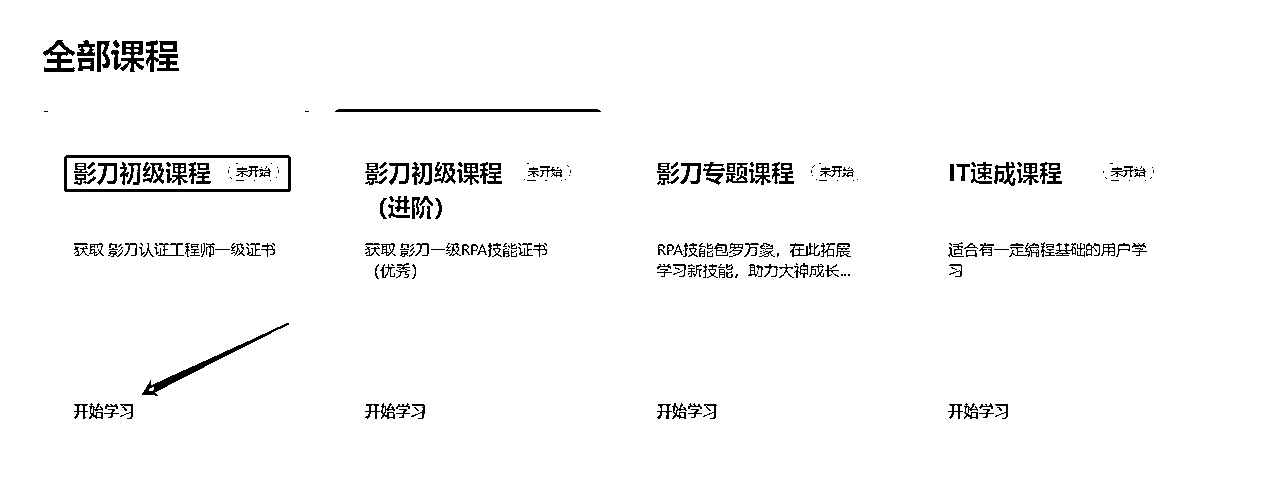 全部课程
影刀初级课程 未开始
获取 影刀认证工程师一级证书
开始学习
影刀初级课程 未开始
（进阶）
获取 影刀一级RPA技能证书
（优秀）
开始学习
影刀专题课程 未开始
RPA技能包罗万象，在此拓展
学习新技能，助力大神成长...
开始学习
IT速成课程 未开始
适合有一定编程基础的用户学
习
开始学习